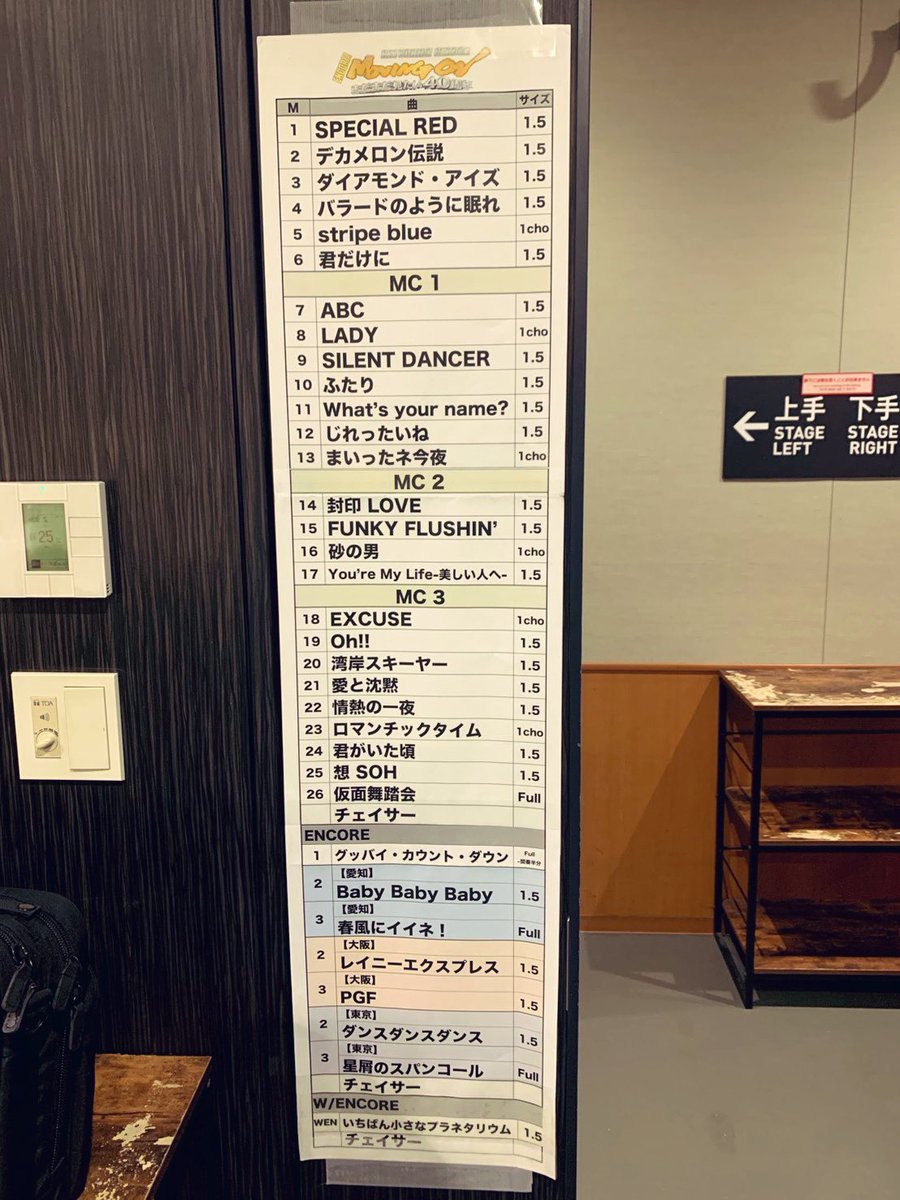 MOVING ON
M 曲 サイズ
1 SPECIAL RED 1.5
2 デカメロン伝説 1.5
3 ダイアモンド・アイズ 1.5
4 バラードのように眠れ 1.5
5 stripe blue 1cho
6 君だけに 1.5
MC 1
7 ABC 1.5
8 LADY 1cho
9 SILENT DANCER 1.5
10 ふたり 1.5
11 What's your name? 1.5
12 じれったいね 1.5
13 まいったネ今夜 1cho
MC 2
14 封印 LOVE 1.5
15 FUNKY FLUSHIN' 1.5
16 砂の男 1cho
17 You're My Life-美しい人へ- 1.5
MC 3
18 EXCUSE 1cho
19 Oh!! 1.5
20 湾岸スキーヤー 1.5
21 愛と沈黙 1.5
22 情熱の一夜 1.5
23 ロマンチックタイム 1cho
24 君がいた頃 1.5
25 想 SOH 1.5
26 仮面舞踏会 Full
チェイサー
ENCORE
1 グッバイ・カウント・ダウン Full
-間奏半分
【愛知】
2 Baby Baby Baby 1.5
【愛知】
3 春風にイイネ！ Full
【大阪】
2 レイニーエクスプレス 1.5
【大阪】
3 PGF 1.5
【東京】
2 ダンスダンスダンス 1.5
【東京】
3 星屑のスパンコール Full
チェイサー
W/ENCORE
WEN いちばん小さなプラネタリウム 1.5
チェイサー
上手 下手
STAGE STAGE
LEFT RIGHT
TOA